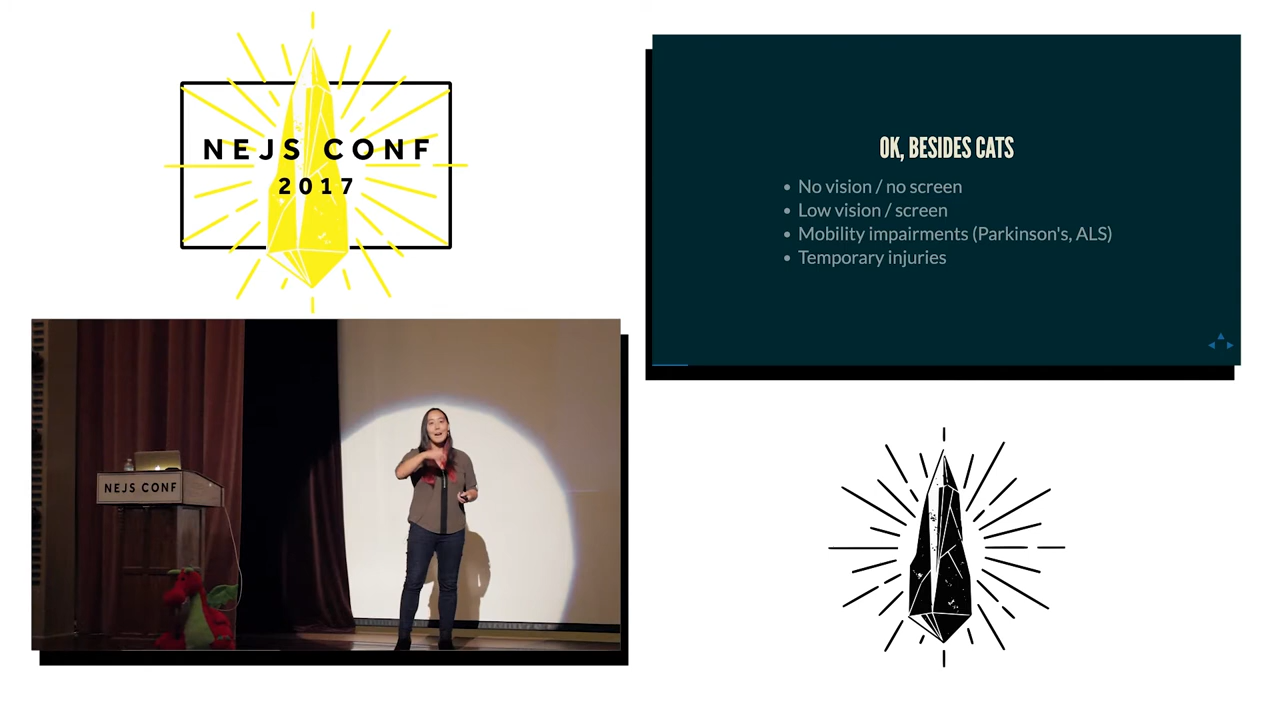 NEJS CONF
2017
OK, BESIDES CATS
No vision / no screen
Low vision / screen
Mobility impairments (Parkinson's, ALS)
Temporary injuries
NEJS CONF